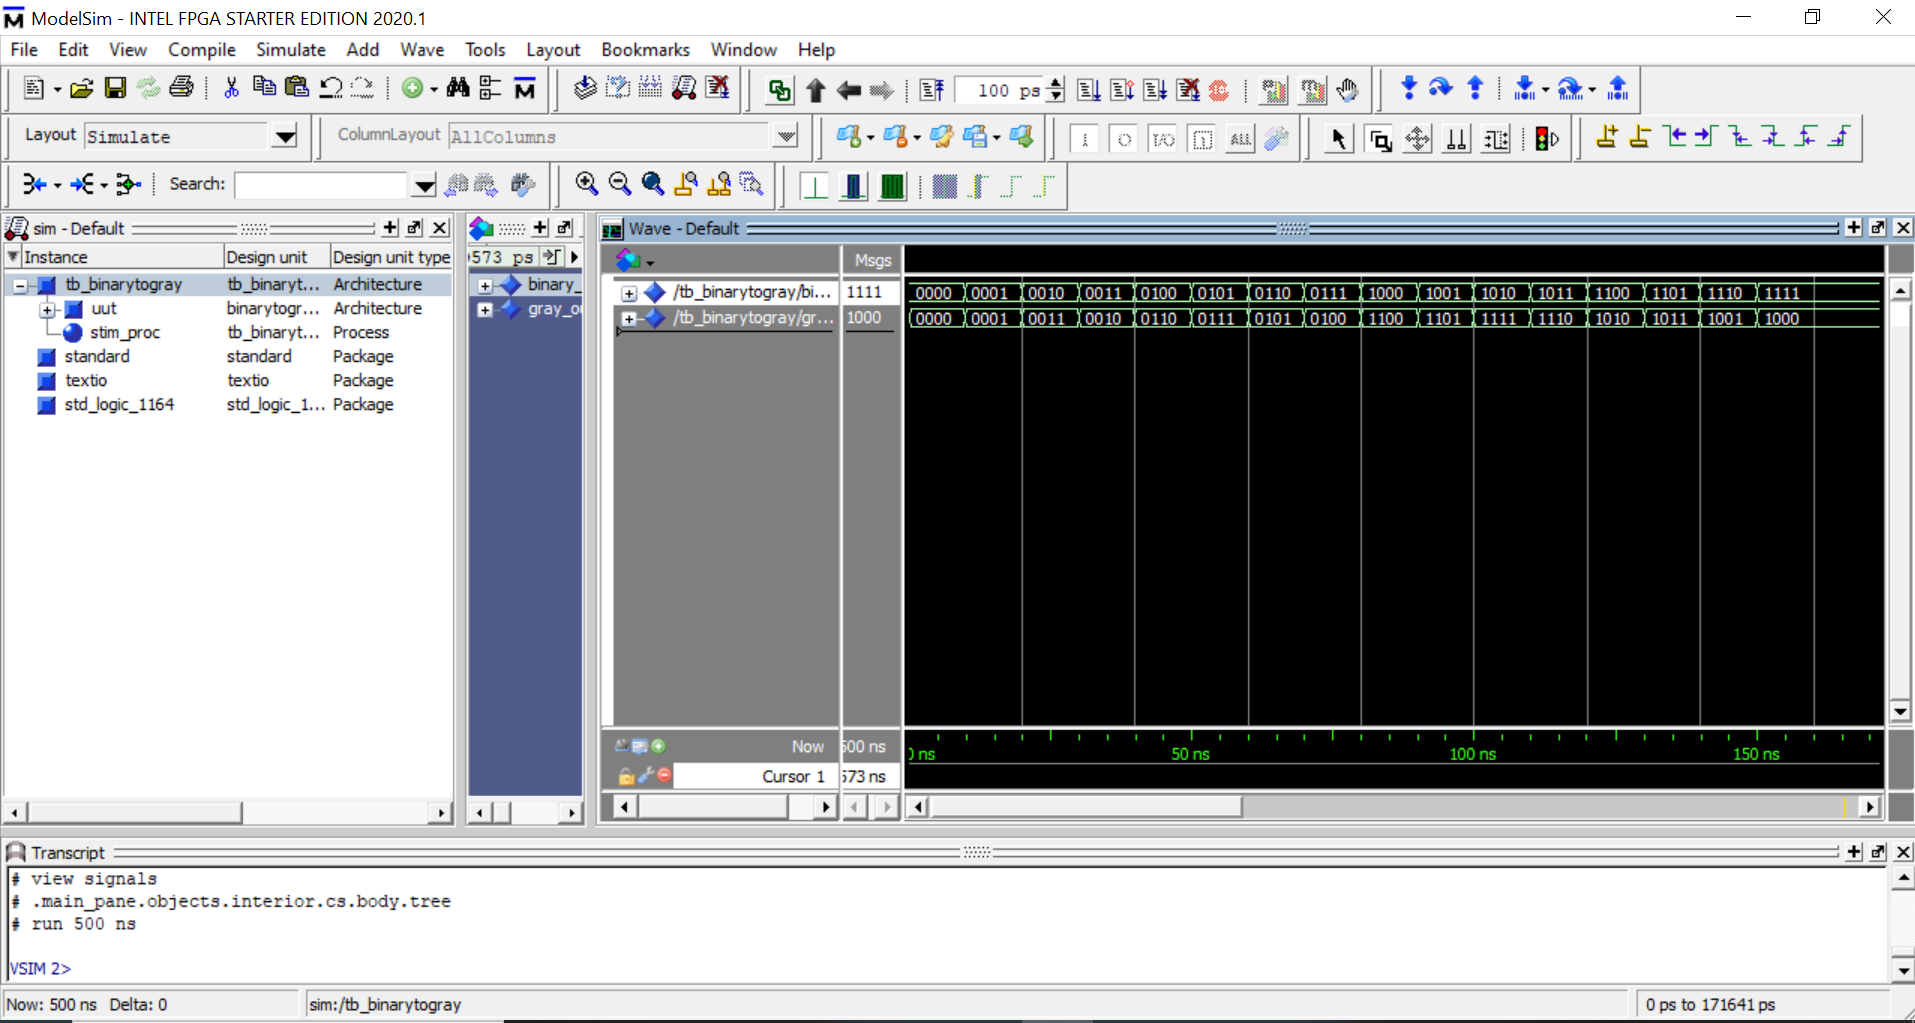 ModelSim - INTEL FPGA STARTER EDITION 2020.1
File Edit View Compile Simulate Add Wave Tools Layout Bookmarks Window Help
100 ps
Layout Simulate ColumnLayout AllColumns
Search:
sim - Default
Instance Design unit Design unit type
tb_binarytogray tb_binaryt... Architecture
uut binarytogr... Architecture
stim_proc tb_binaryt... Process
standard standard Package
textio textio Package
std_logic_1164 std_logic_1... Package
573 ps
binary_
gray_o
Wave - Default
Msgs
/tb_binarytogray/bi... 1111 0000 0001 0010 0011 0100 0101 0110 0111 1000 1001 1010 1011 1100 1101 1110 1111
/tb_binarytogray/gr... 1000 0000 0001 0011 0010 0110 0111 0101 0100 1100 1101 1111 1110 1010 1011 1001 1000
Now 500 ns ns 50 ns 100 ns 150 ns
Cursor 1 573 ns
Transcript
# view signals
# .main_pane.objects.interior.cs.body.tree
# run 500 ns
VSIM 2>
Now: 500 ns Delta: 0 sim:/tb_binarytogray 0 ps to 171641 ps